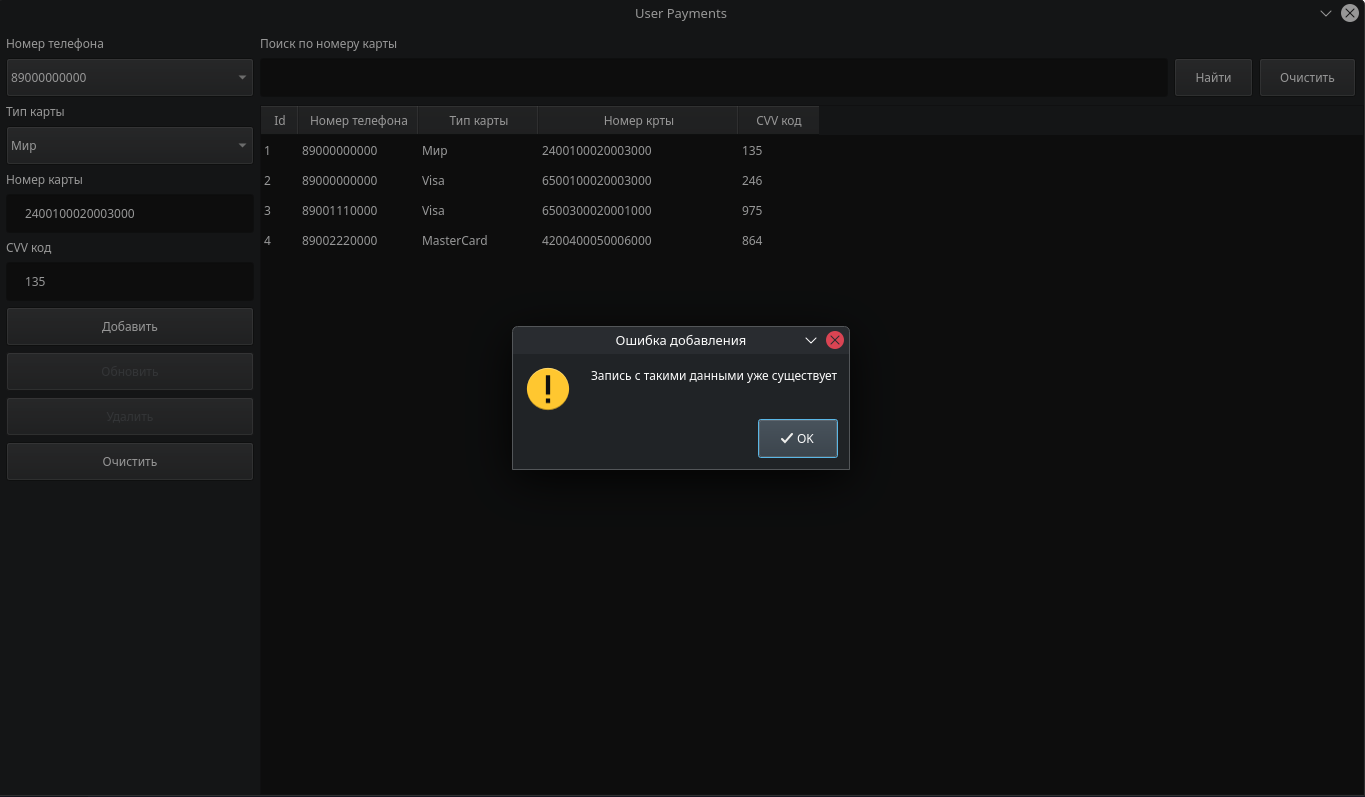 User Payments
Номер телефона
89000000000
Тип карты
Мир
Номер карты
2400100020003000
CVV код
135
Добавить
Обновить
Удалить
Очистить
Поиск по номеру карты
Найти
Очистить
Id Номер телефона Тип карты Номер крты CVV код
1 89000000000 Мир 2400100020003000 135
2 89000000000 Visa 6500100020003000 246
3 89001110000 Visa 6500300020001000 975
4 89002220000 MasterCard 4200400050006000 864
Ошибка добавления
Запись с такими данными уже существует
OK